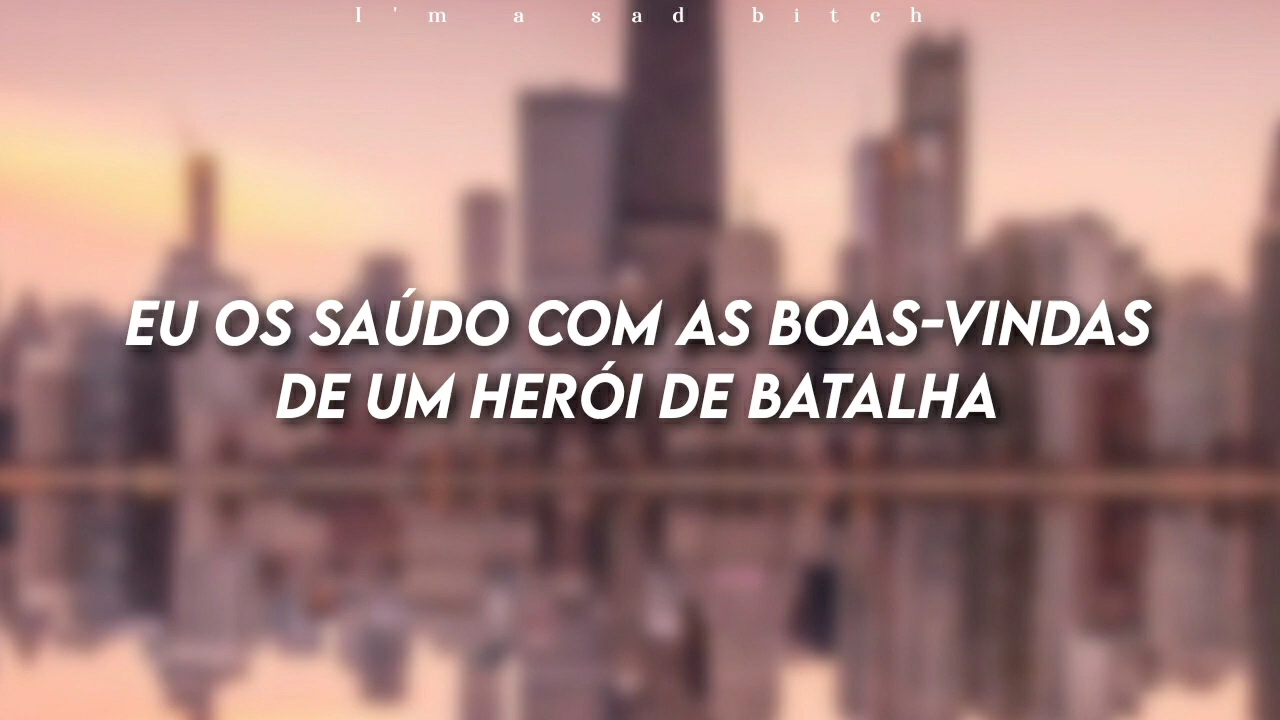 I'm a sad bitch
EU OS SAÚDO COM AS BOAS-VINDAS
DE UM HERÓI DE BATALHA